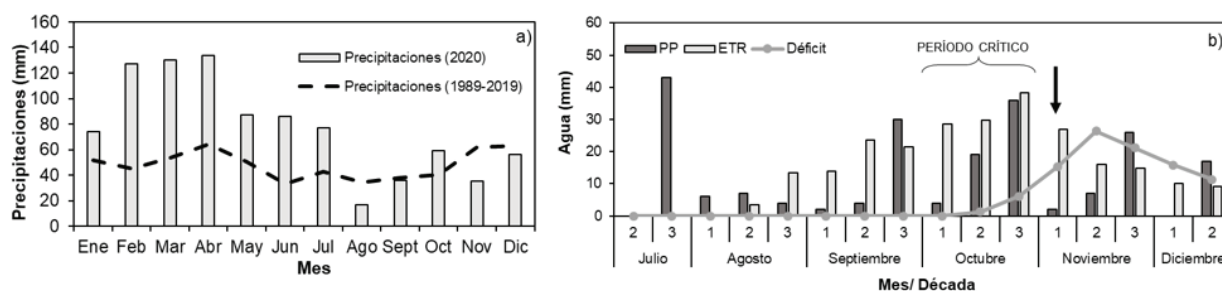 a)
Precipitaciones (mm)
160
140
120
100
80
60
40
20
0
Precipitaciones (2020)
Precipitaciones (1989-2019)
Ene Feb Mar Abr May Jun Jul Ago Sept Oct Nov Dic
Mes
b)
Agua (mm)
60
50
40
30
20
10
0
PP ETR Déficit
PERÍODO CRÍTICO
2 3 1 2 3 1 2 3 1 2 3 1 2 3 1 2
Julio Agosto Septiembre Octubre Noviembre Diciembre
Mes/ Década